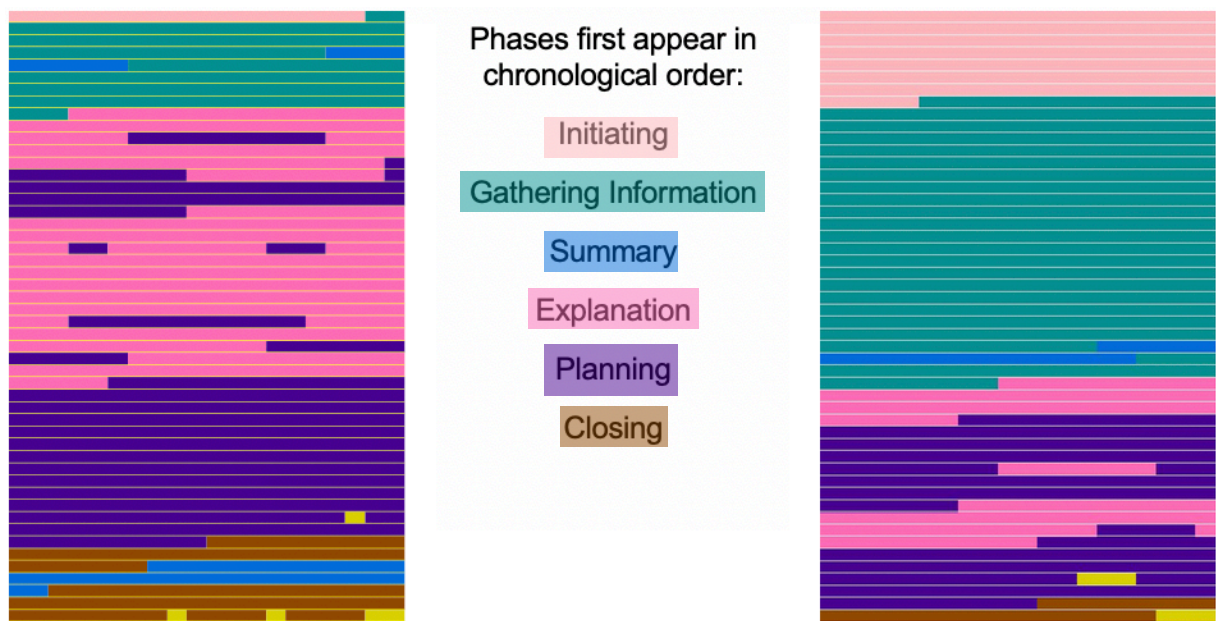 Phases first appear in
chronological order:
Initiating
Gathering Information
Summary
Explanation
Planning
Closing